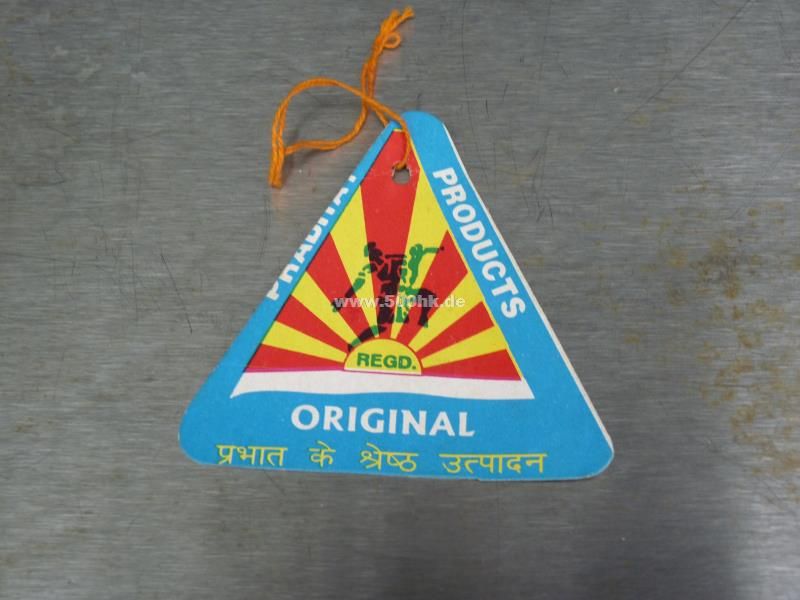 PRABHAT
PRODUCTS
www.500hk.de
REGD.
ORIGINAL
प्रभात के श्रेष्ठ उत्पादन